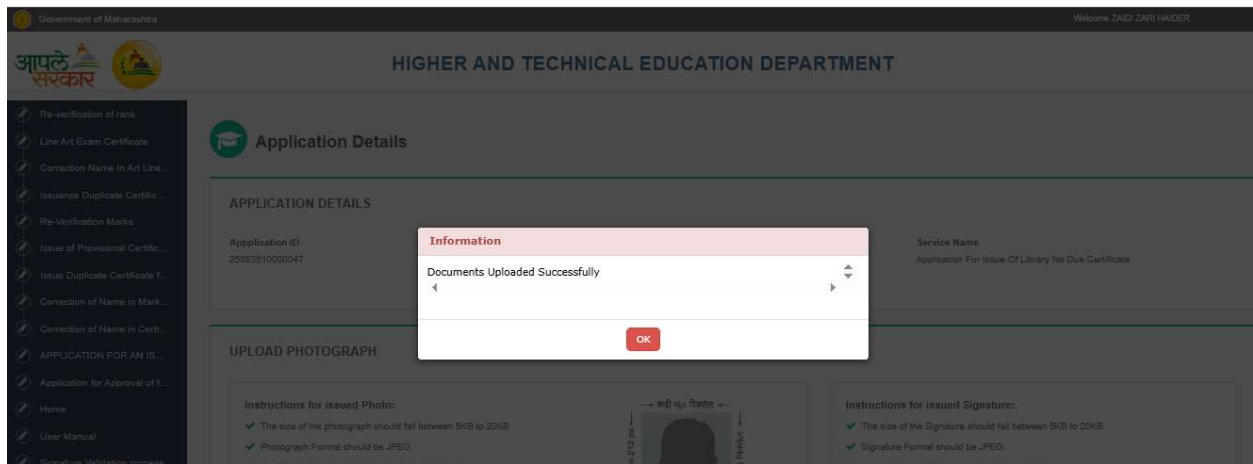 Government of Maharashtra
Welcome ZAIDI ZARI HAIDER
आपले सरकार
HIGHER AND TECHNICAL EDUCATION DEPARTMENT
Re-verification of rank
Line Art Exam Certificate
Correction Name In Art Line...
Issuance Duplicate Certific...
Re-Verification Marks
Issue of Provisional Certific...
Issue Duplicate Certificate f...
Correction of Name in Mark...
Correction of Name in Certi...
APPLICATION FOR AN IS...
Application for Approval of t...
Home
User Manual
Signature Validation process
Application Details
APPLICATION DETAILS
Appplication ID
25853510000047
Service Name
Application For Issue Of Library No Due Certificate
Information
Documents Uploaded Successfully
OK
UPLOAD PHOTOGRAPH
Instructions for issued Photo:
The size of the photograph should fall between 5KB to 20KB
Photograph Format should be JPEG.
Instructions for issued Signature:
The size of the Signature should fall between 5KB to 20KB
Signature Format should be JPEG.